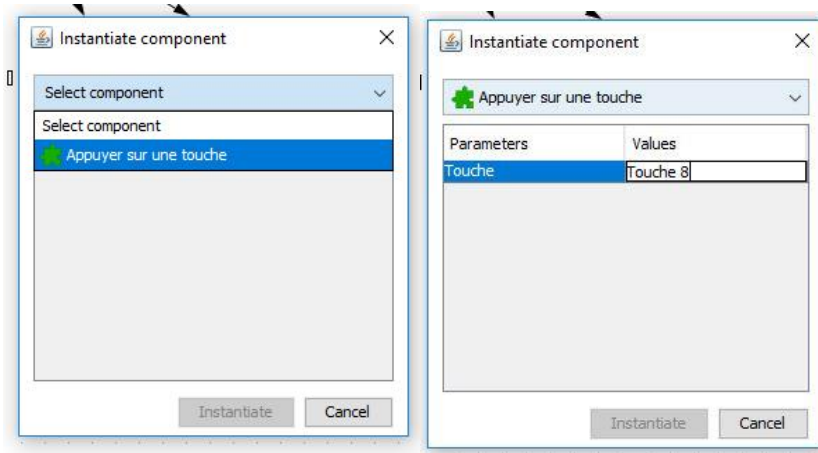 Instantiate component
Select component
Select component
Appuyer sur une touche
Instantiate Cancel
Instantiate component
Appuyer sur une touche
Parameters Values
Touche Touche 8
Instantiate Cancel